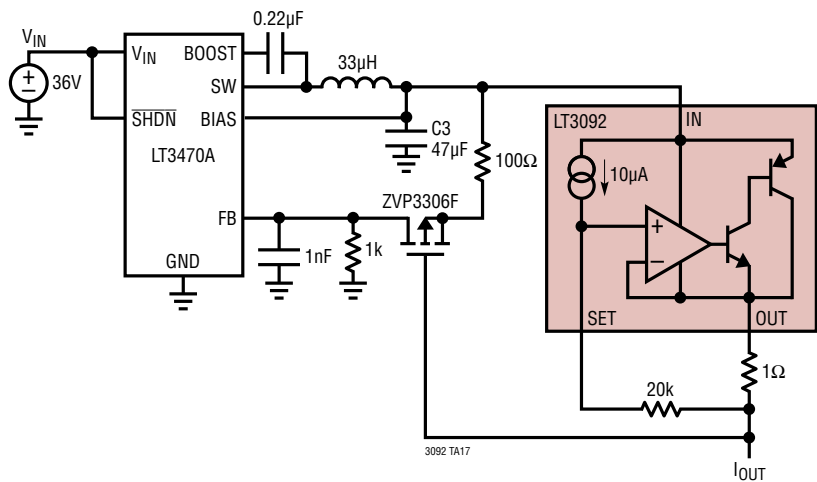 0.22µF
V_IN
V_IN
BOOST
33µH
36V
SW
SHDN
BIAS
LT3470A
C3
47µF
100Ω
ZVP3306F
FB
1nF
1k
GND
LT3092
IN
10µA
+
–
SET
OUT
1Ω
20k
3092 TA17
I_OUT